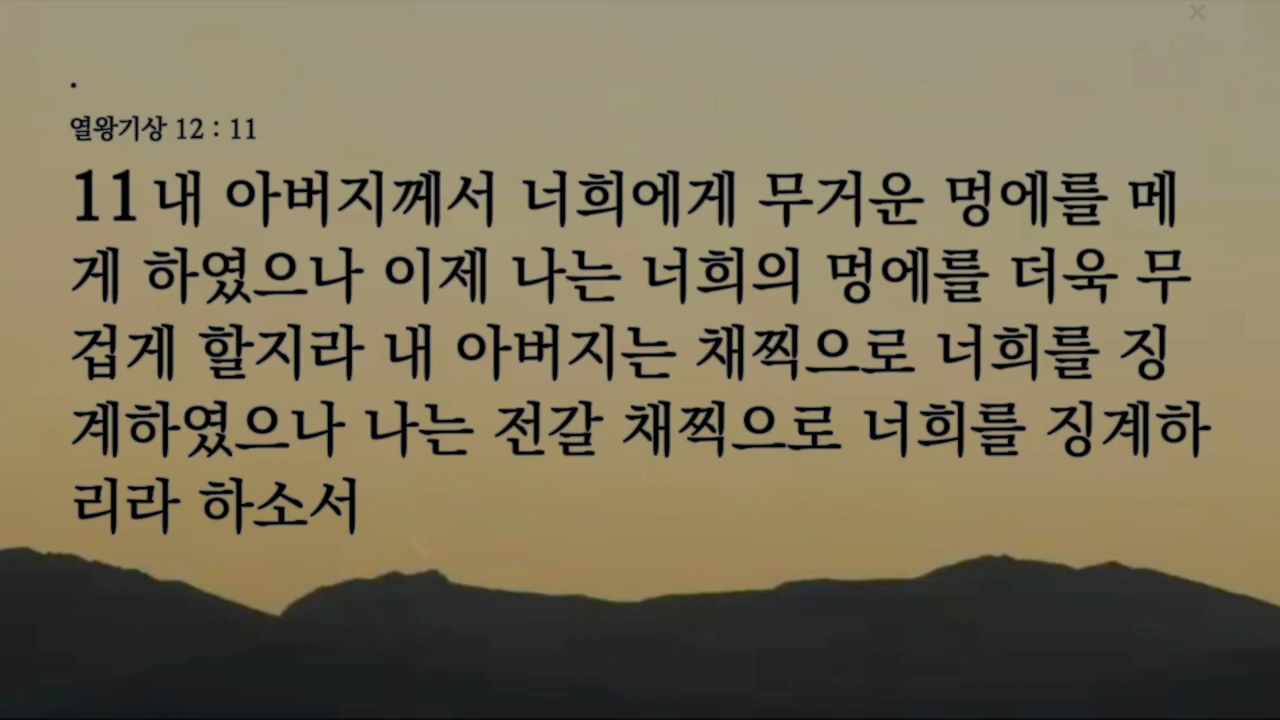 .
열왕기상 12 : 11
11 내 아버지께서 너희에게 무거운 멍에를 메
게 하였으나 이제 나는 너희의 멍에를 더욱 무
겁게 할지라 내 아버지는 채찍으로 너희를 징
계하였으나 나는 전갈 채찍으로 너희를 징계하
리라 하소서